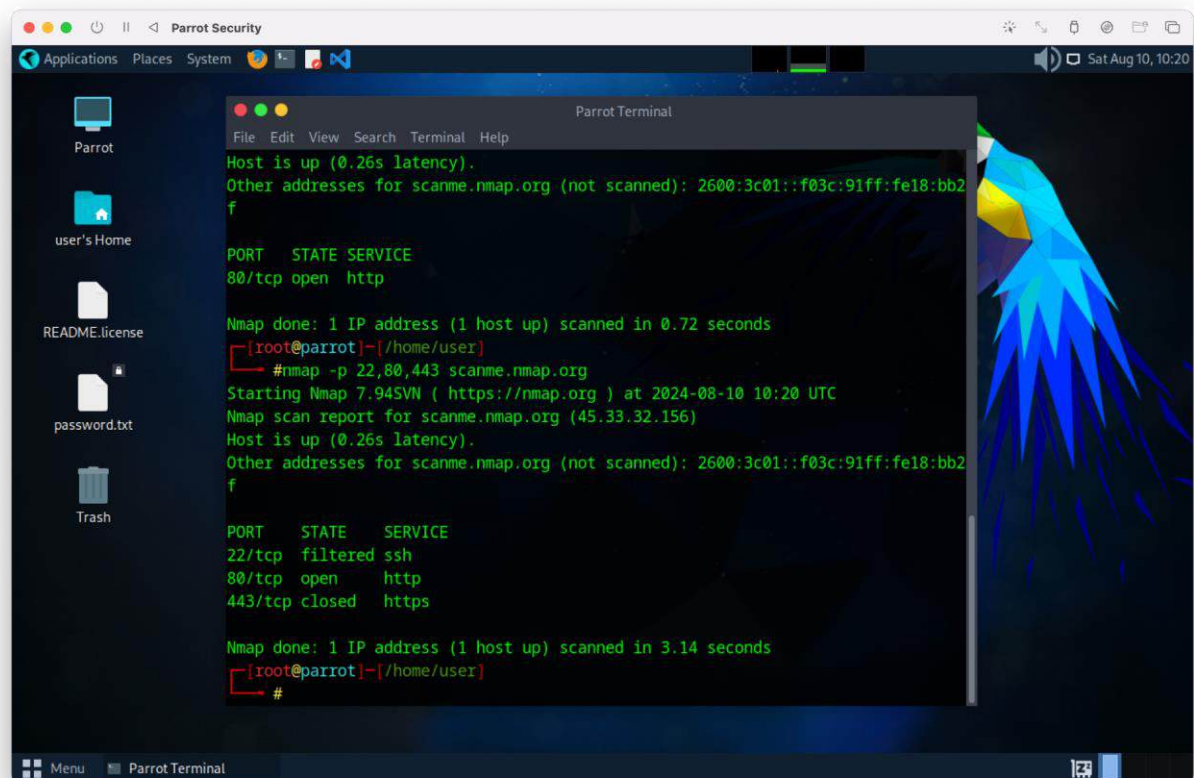 Parrot Security
Applications Places System
Sat Aug 10, 10:20
Parrot
user's Home
README.license
password.txt
Trash
Parrot Terminal
File Edit View Search Terminal Help
Host is up (0.26s latency).
Other addresses for scanme.nmap.org (not scanned): 2600:3c01::f03c:91ff:fe18:bb2
f
PORT STATE SERVICE
80/tcp open http
Nmap done: 1 IP address (1 host up) scanned in 0.72 seconds
[root@parrot]-[/home/user]
#nmap -p 22,80,443 scanme.nmap.org
Starting Nmap 7.94SVN ( https://nmap.org ) at 2024-08-10 10:20 UTC
Nmap scan report for scanme.nmap.org (45.33.32.156)
Host is up (0.26s latency).
Other addresses for scanme.nmap.org (not scanned): 2600:3c01::f03c:91ff:fe18:bb2
f
PORT STATE SERVICE
22/tcp filtered ssh
80/tcp open http
443/tcp closed https
Nmap done: 1 IP address (1 host up) scanned in 3.14 seconds
[root@parrot]-[/home/user]
#
Menu Parrot Terminal